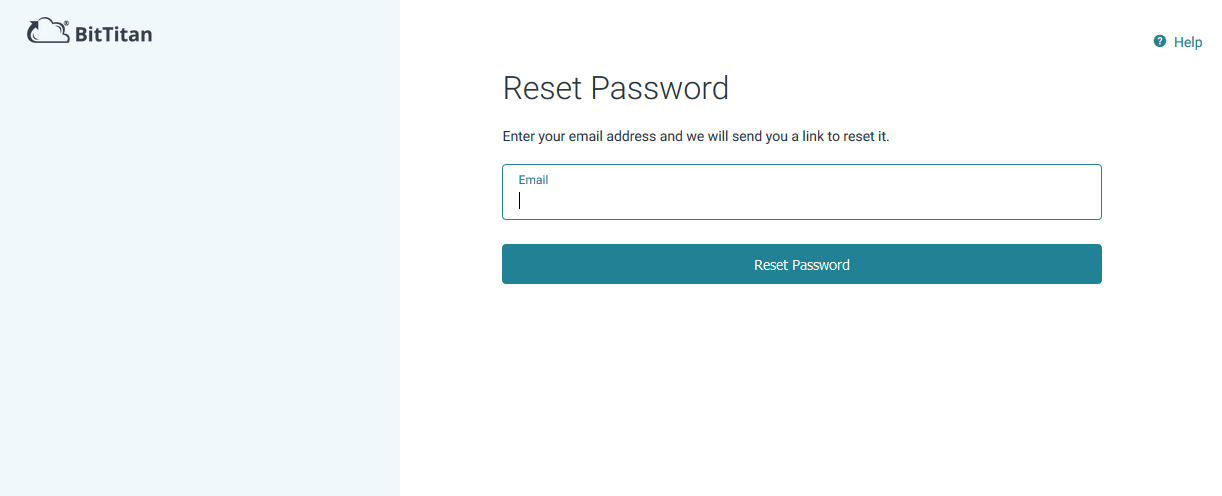 BitTitan
Help
Reset Password
Enter your email address and we will send you a link to reset it.
Email
Reset Password